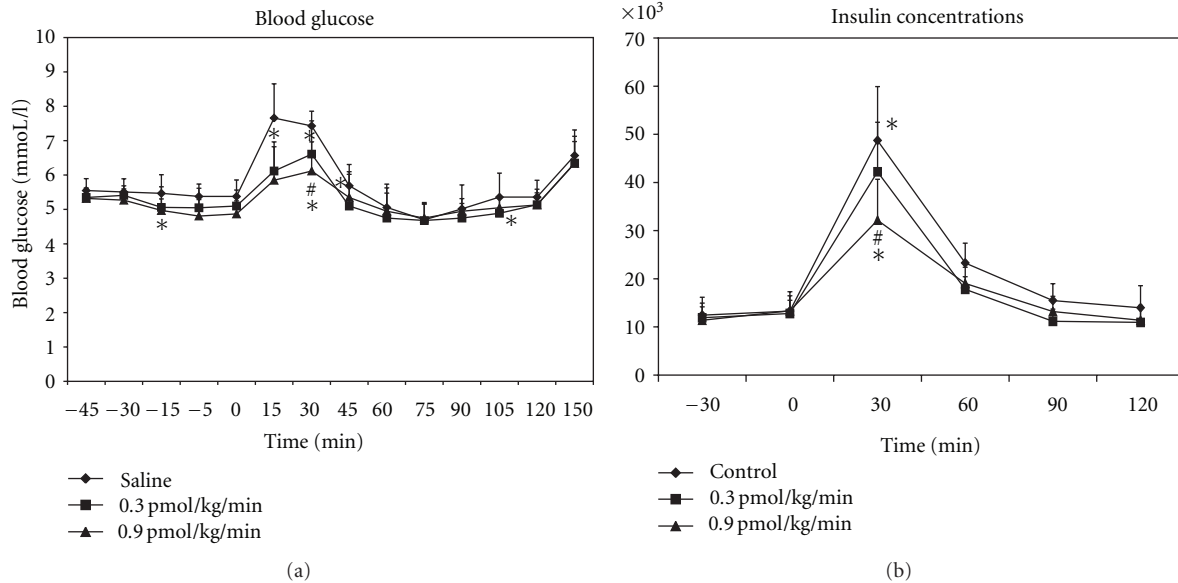 Blood glucose
10
9
8
7
6
5
4
3
2
1
0
Blood glucose (mmoL/l)
* * * # * * *
−45 −30 −15 −5 0 15 30 45 60 75 90 105 120 150
Time (min)
Saline
0.3 pmol/kg/min
0.9 pmol/kg/min
(a)
×10³
Insulin concentrations
70
60
50
40
30
20
10
0
*
#
*
−30 0 30 60 90 120
Time (min)
Control
0.3 pmol/kg/min
0.9 pmol/kg/min
(b)